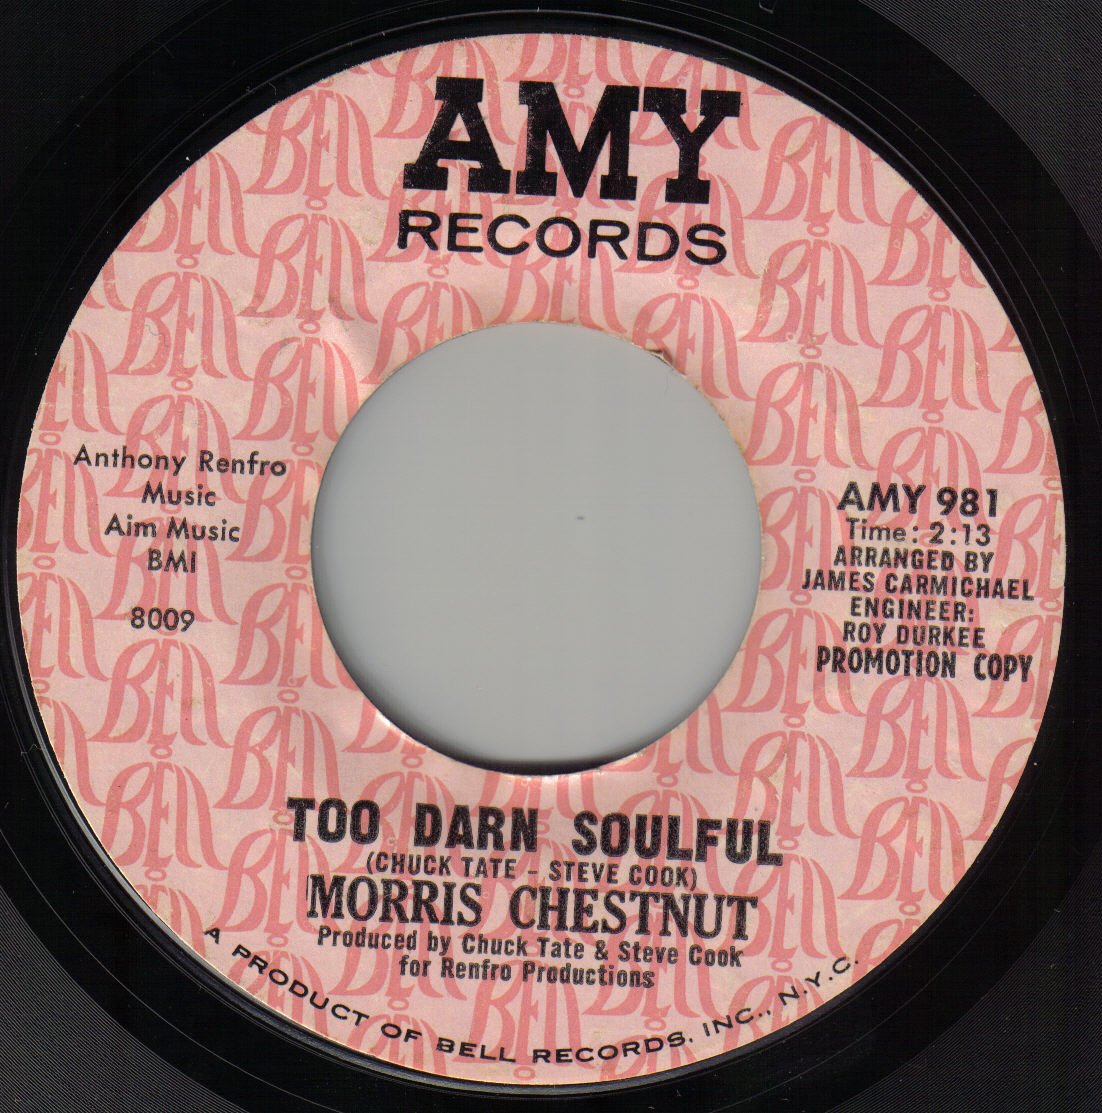 AMY
RECORDS
Anthony Renfro
Music
Aim Music
BMI
8009
AMY 981
Time: 2:13
ARRANGED BY
JAMES CARMICHAEL
ENGINEER:
ROY DURKEE
PROMOTION COPY
TOO DARN SOULFUL
(CHUCK TATE - STEVE COOK)
MORRIS CHESTNUT
Produced by Chuck Tate & Steve Cook
for Renfro Productions
A PRODUCT OF BELL RECORDS, INC., N.Y.C.
BELL